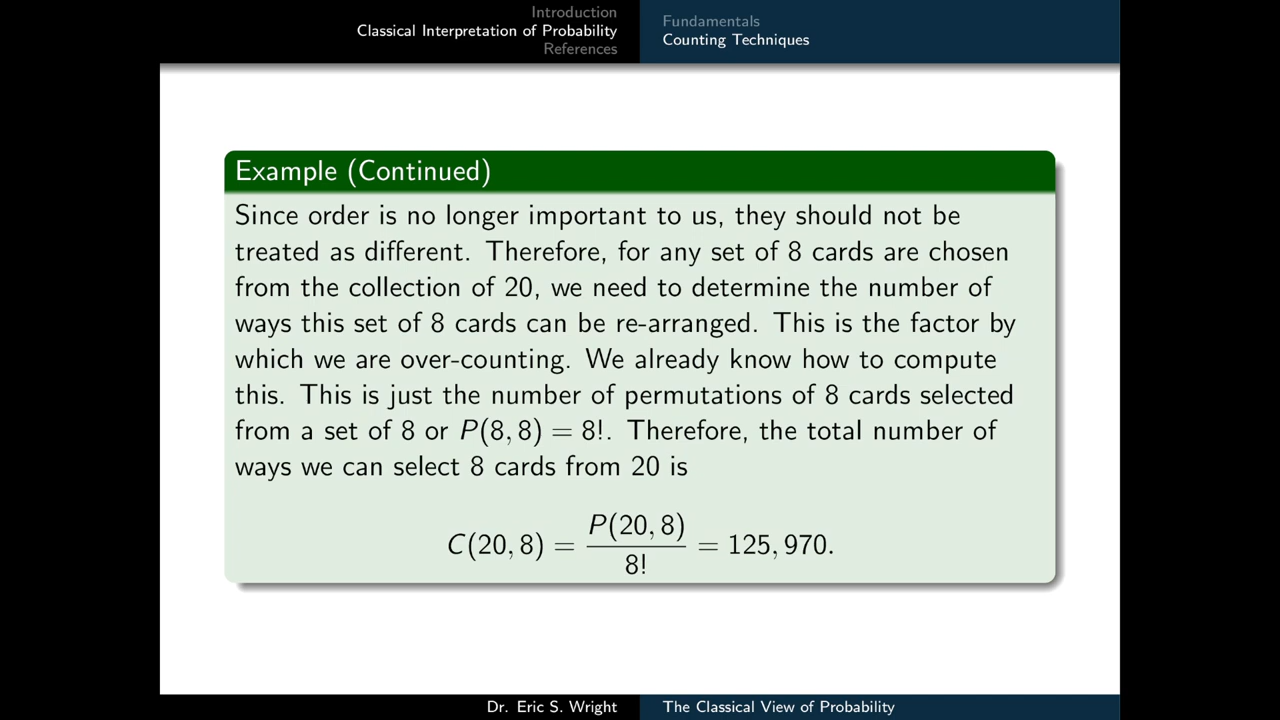 Introduction
Classical Interpretation of Probability
References
Fundamentals
Counting Techniques
Example (Continued)
Since order is no longer important to us, they should not be
treated as different. Therefore, for any set of 8 cards are chosen
from the collection of 20, we need to determine the number of
ways this set of 8 cards can be re-arranged. This is the factor by
which we are over-counting. We already know how to compute
this. This is just the number of permutations of 8 cards selected
from a set of 8 or P(8, 8) = 8!. Therefore, the total number of
ways we can select 8 cards from 20 is
C(20, 8) = P(20, 8) / 8! = 125, 970.
Dr. Eric S. Wright
The Classical View of Probability